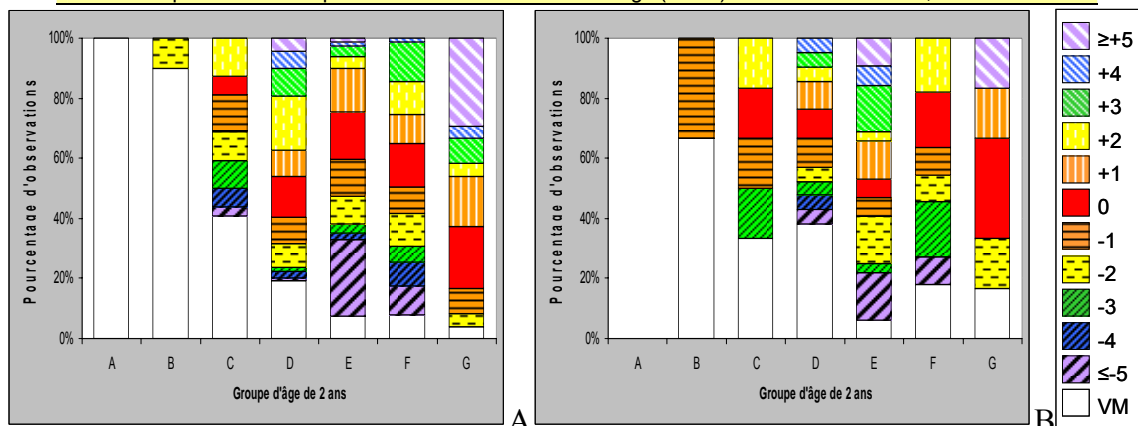 100%
80%
60%
40%
20%
0%
Pourcentage d'observations
A B C D E F G
Groupe d'âge de 2 ans
A
100%
80%
60%
40%
20%
0%
Pourcentage d'observations
A B C D E F G
Groupe d'âge de 2 ans
B
≥+5
+4
+3
+2
+1
0
-1
-2
-3
-4
≤-5
VM